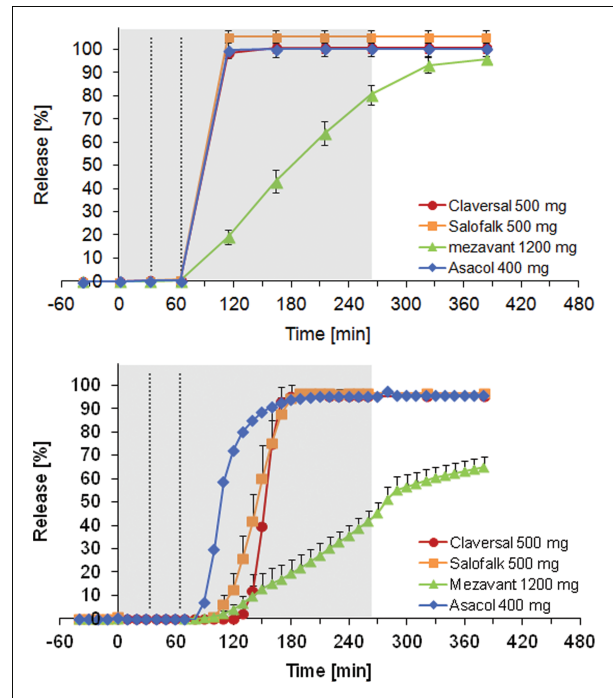 100
90
80
70
60
50
40
30
20
10
0
Release [%]
Claversal 500 mg
Salofalk 500 mg
mezavant 1200 mg
Asacol 400 mg
-60 0 60 120 180 240 300 360 420 480
Time [min]
100
90
80
70
60
50
40
30
20
10
0
Release [%]
Claversal 500 mg
Salofalk 500 mg
Mezavant 1200 mg
Asacol 400 mg
-60 0 60 120 180 240 300 360 420 480
Time [min]